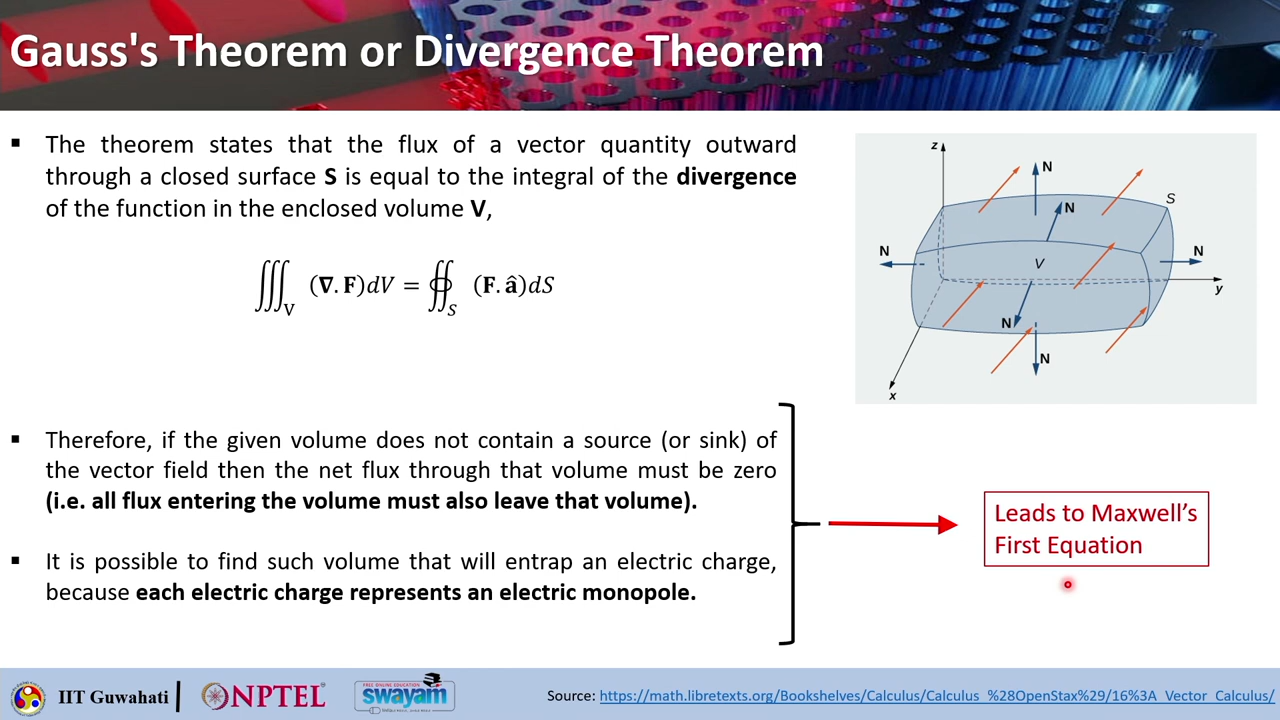 Gauss's Theorem or Divergence Theorem
▪ The theorem states that the flux of a vector quantity outward
through a closed surface S is equal to the integral of the divergence
of the function in the enclosed volume V,
∭_V (∇.F)dV = ∯_S (F.â)dS
z
N
N
S
N
V
N
y
N
N
x
▪ Therefore, if the given volume does not contain a source (or sink) of
the vector field then the net flux through that volume must be zero
(i.e. all flux entering the volume must also leave that volume).
▪ It is possible to find such volume that will entrap an electric charge,
because each electric charge represents an electric monopole.
Leads to Maxwell’s
First Equation
IIT Guwahati
NPTEL
FREE ONLINE EDUCATION
swayam
Source: https://math.libretexts.org/Bookshelves/Calculus/Calculus_%28OpenStax%29/16%3A_Vector_Calculus/